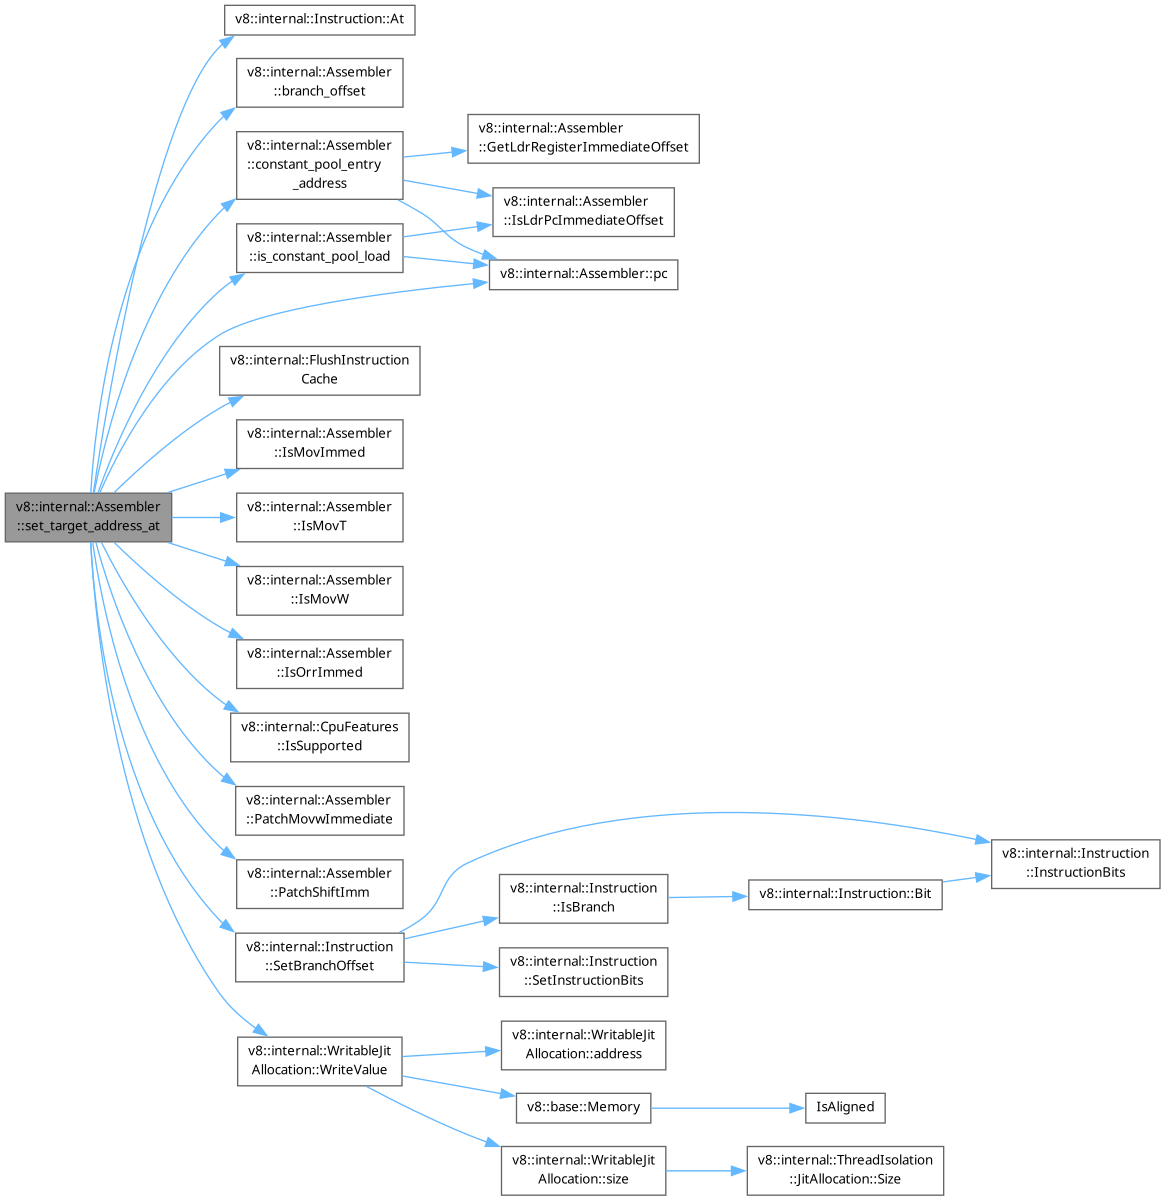 v8::internal::Instruction::At
v8::internal::Assembler
::branch_offset
v8::internal::Assembler
::constant_pool_entry
_address
v8::internal::Assembler
::GetLdrRegisterImmediateOffset
v8::internal::Assembler
::IsLdrPcImmediateOffset
v8::internal::Assembler
::is_constant_pool_load
v8::internal::Assembler::pc
v8::internal::FlushInstruction
Cache
v8::internal::Assembler
::IsMovImmed
v8::internal::Assembler
::set_target_address_at
v8::internal::Assembler
::IsMovT
v8::internal::Assembler
::IsMovW
v8::internal::Assembler
::IsOrrImmed
v8::internal::CpuFeatures
::IsSupported
v8::internal::Assembler
::PatchMovwImmediate
v8::internal::Assembler
::PatchShiftImm
v8::internal::Instruction
::SetBranchOffset
v8::internal::Instruction
::IsBranch
v8::internal::Instruction::Bit
v8::internal::Instruction
::InstructionBits
v8::internal::Instruction
::SetInstructionBits
v8::internal::WritableJit
Allocation::WriteValue
v8::internal::WritableJit
Allocation::address
v8::base::Memory
IsAligned
v8::internal::WritableJit
Allocation::size
v8::internal::ThreadIsolation
::JitAllocation::Size